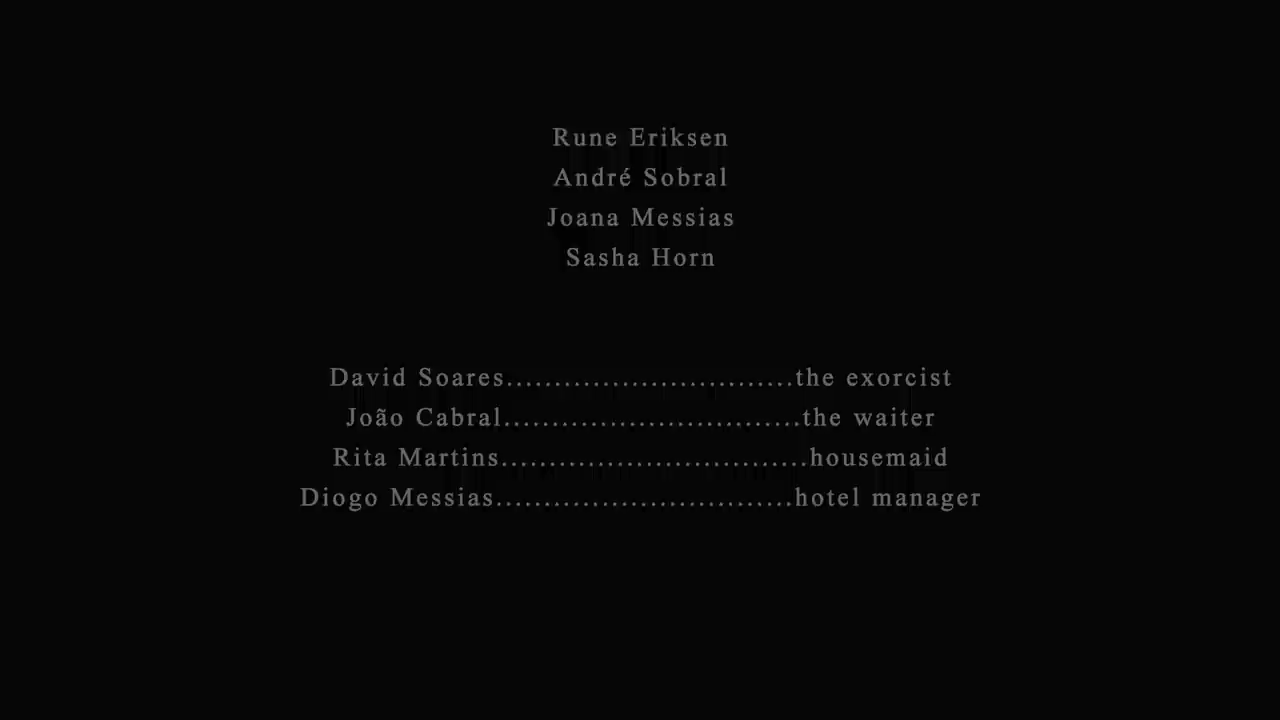 Rune Eriksen
André Sobral
Joana Messias
Sasha Horn
David Soares..............................the exorcist
João Cabral...............................the waiter
Rita Martins................................housemaid
Diogo Messias...............................hotel manager